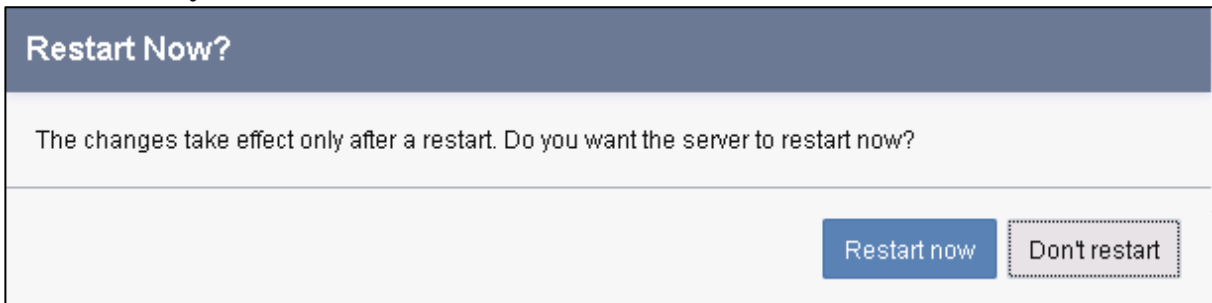 Restart Now?
The changes take effect only after a restart. Do you want the server to restart now?
Restart now Don't restart